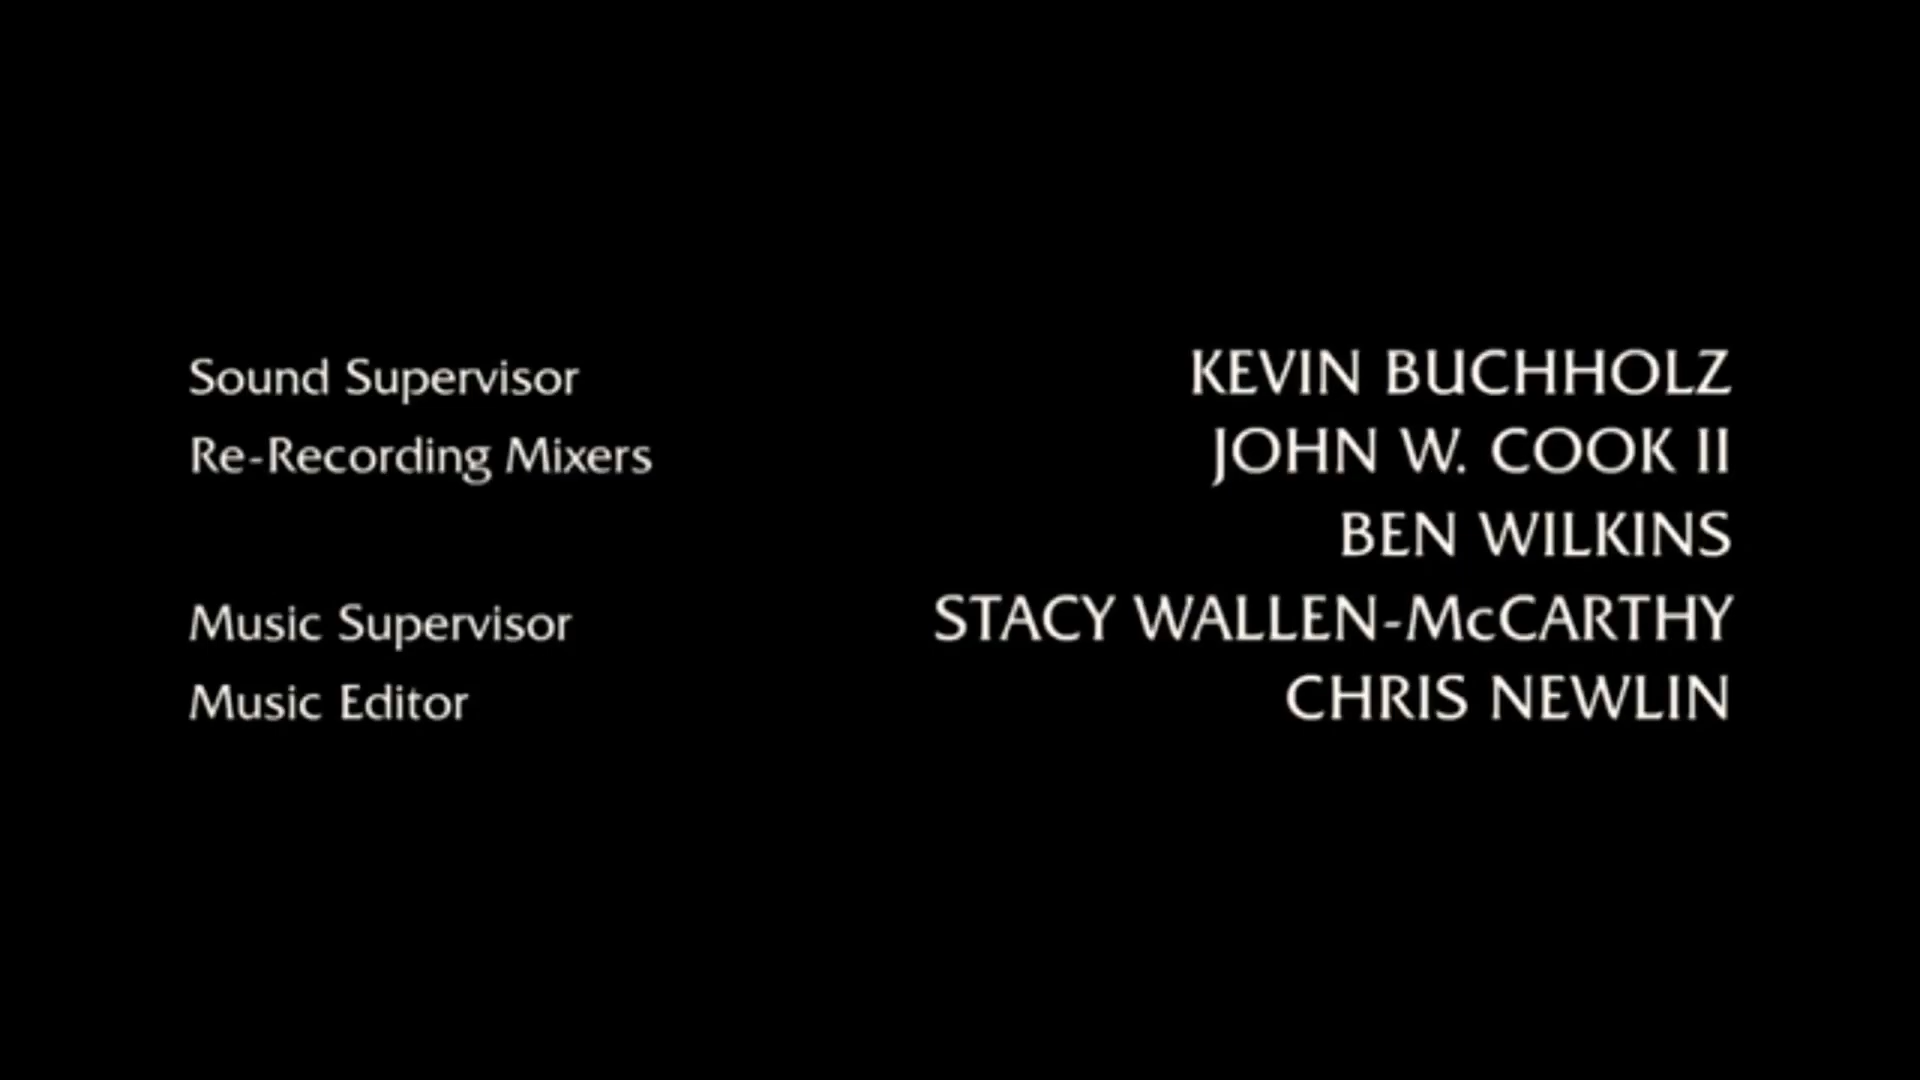 Sound Supervisor KEVIN BUCHHOLZ
Re-Recording Mixers JOHN W. COOK II
BEN WILKINS
Music Supervisor STACY WALLEN-McCARTHY
Music Editor CHRIS NEWLIN